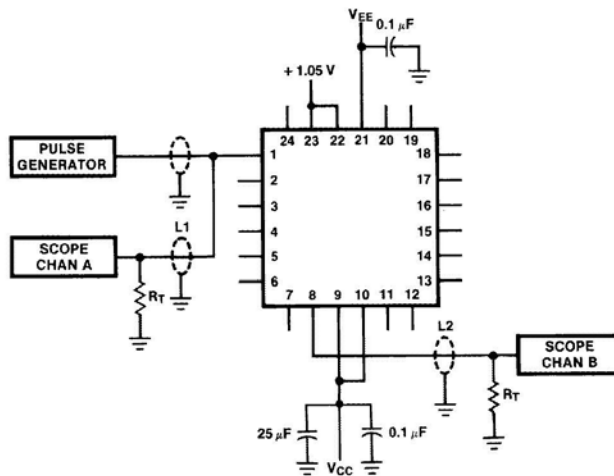 VEE
0.1 µF
+ 1.05 V
24 23 22 21 20 19
PULSE
GENERATOR
1
2
3
4
5
6
18
17
16
15
14
13
L1
SCOPE
CHAN A
RT
7 8 9 10 11 12
L2
SCOPE
CHAN B
RT
25 µF
0.1 µF
VCC